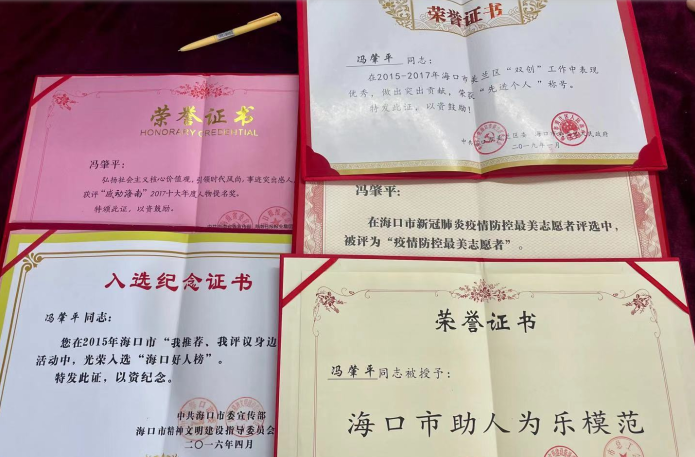 荣誉证书
冯肇平 同志:
在2015-2017年海口市美兰区“双创”工作中表现
优秀,做出突出贡献,荣获“先进个人”称号。
特发此证,以资鼓励!
二〇一八年一月
荣誉证书
HONORARY CREDENTIAL
冯肇平:
弘扬社会主义核心价值观,引领时代风尚,事迹突出感人,
获评“感动海南”2017十大年度人物提名奖。
特颁此证,以资鼓励。
冯肇平:
在海口市新冠肺炎疫情防控最美志愿者评选中,
被评为“疫情防控最美志愿者”。
入选纪念证书
冯肇平同志:
您在2015年海口市“我推荐、我评议身边
活动中,光荣入选“海口好人榜”。
特发此证,以资纪念。
中共海口市委宣传部
海口市精神文明建设指导委员会
二〇一六年四月
荣誉证书
冯肇平同志被授予:
海口市助人为乐模范